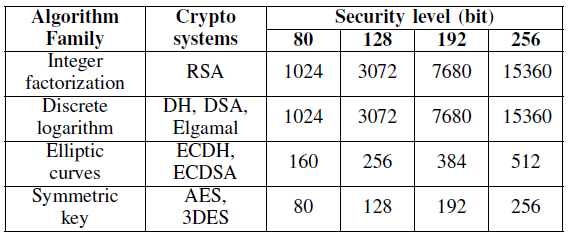 Algorithm Family Crypto systems Security level (bit)
80 128 192 256
Integer factorization RSA 1024 3072 7680 15360
Discrete logarithm DH, DSA, Elgamal 1024 3072 7680 15360
Elliptic curves ECDH, ECDSA 160 256 384 512
Symmetric key AES, 3DES 80 128 192 256